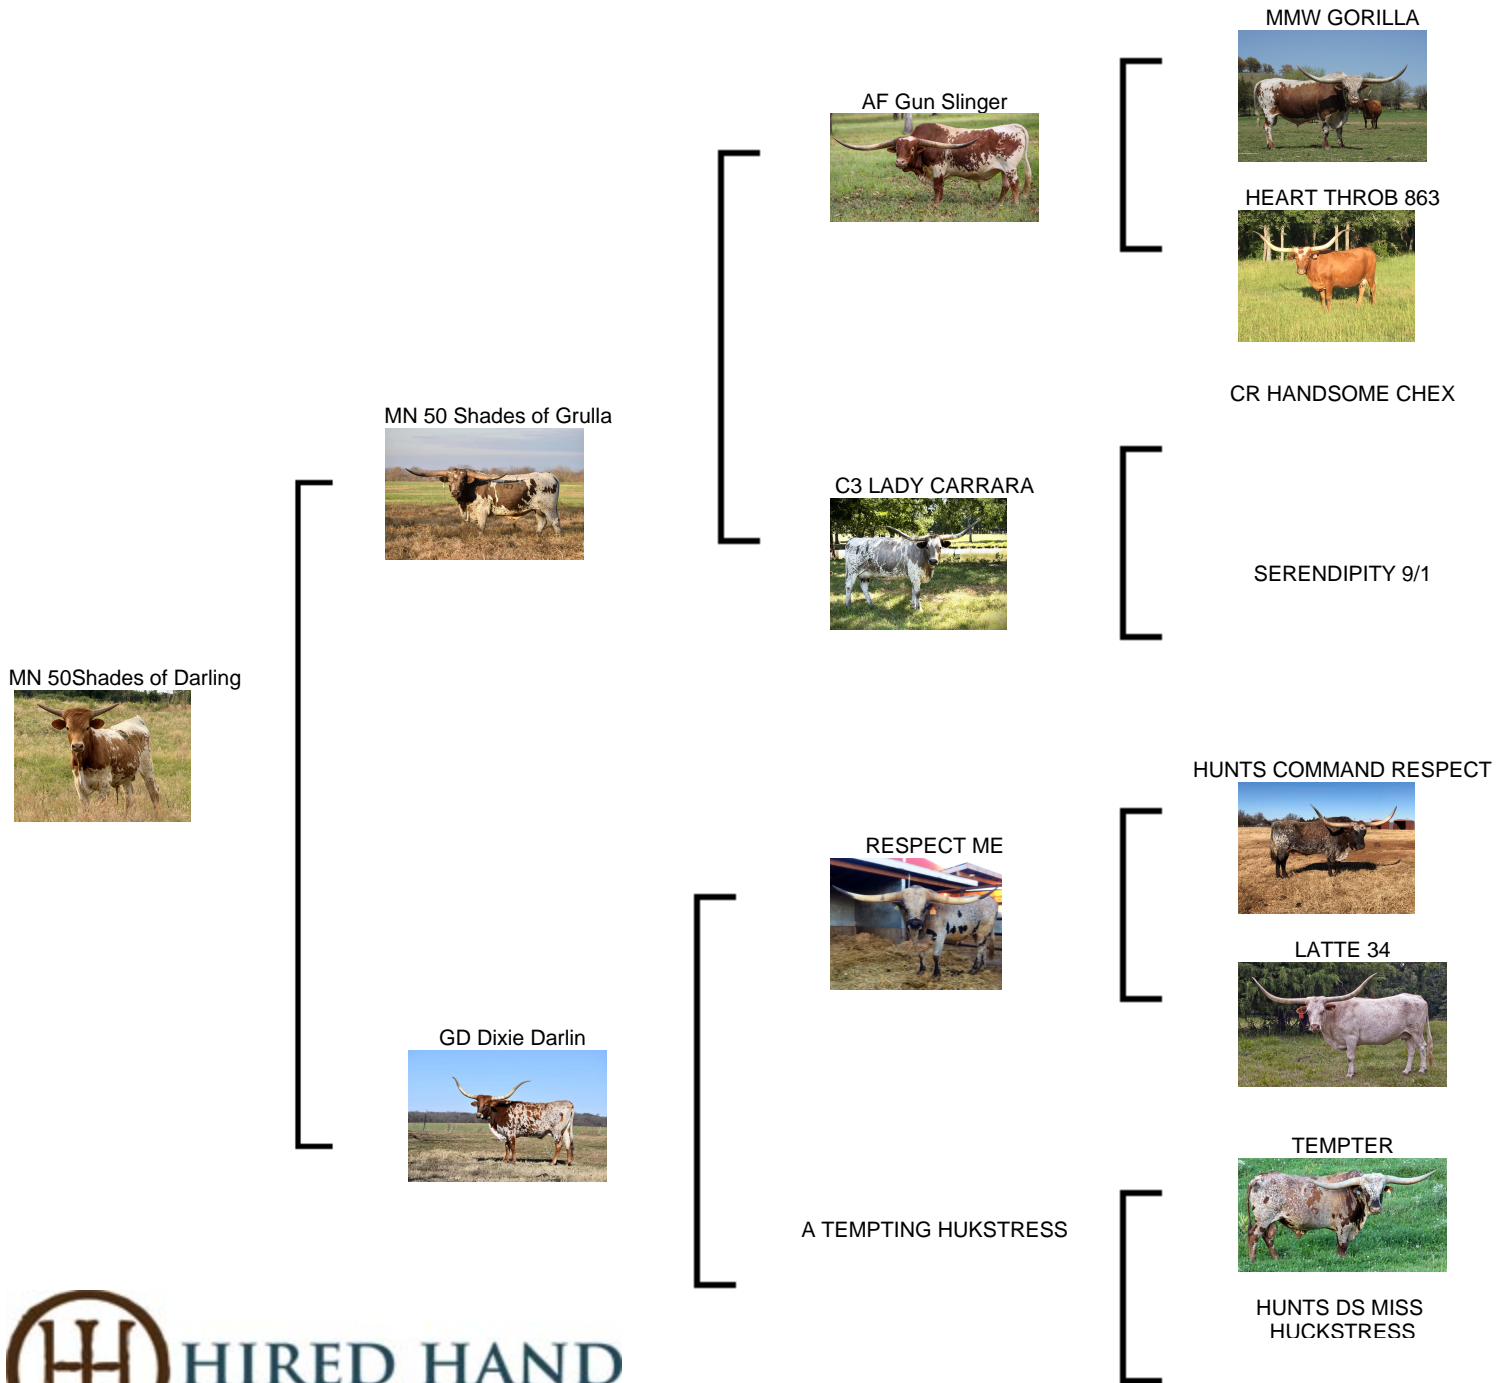 MMW GORILLA
AF Gun Slinger
HEART THROB 863
CR HANDSOME CHEX
MN 50 Shades of Grulla
C3 LADY CARRARA
SERENDIPITY 9/1
MN 50Shades of Darling
HUNTS COMMAND RESPECT
RESPECT ME
LATTE 34
GD Dixie Darlin
TEMPTER
A TEMPTING HUKSTRESS
HUNTS DS MISS
HUCKSTRESS
HIRED HAND